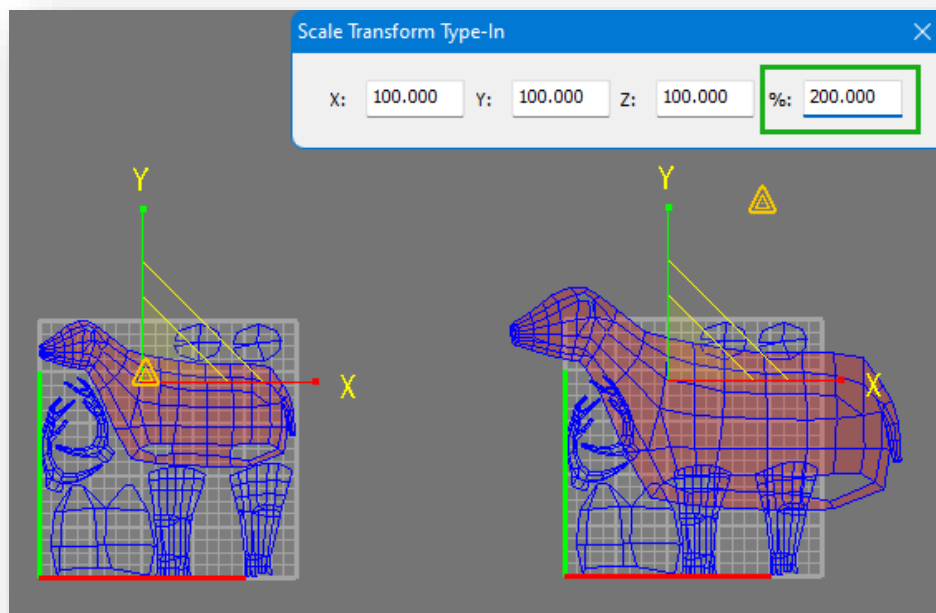 Scale Transform Type-In
X: 100.000 Y: 100.000 Z: 100.000 %: 200.000
Y Y
X X